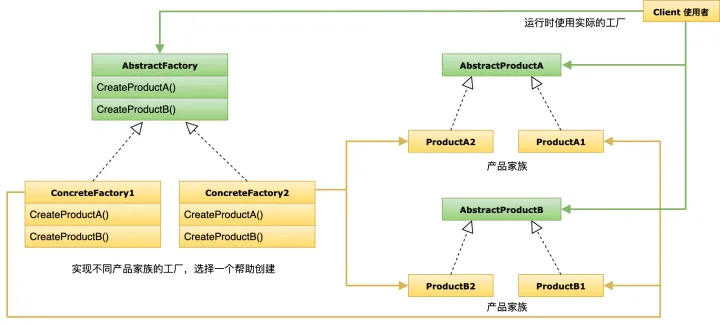 Client 使用者
运行时使用实际的工厂
AbstractFactory
CreateProductA()
CreateProductB()
AbstractProductA
ProductA2
ProductA1
产品家族
ConcreteFactory1
CreateProductA()
CreateProductB()
ConcreteFactory2
CreateProductA()
CreateProductB()
AbstractProductB
实现不同产品家族的工厂，选择一个帮助创建
ProductB2
ProductB1
产品家族